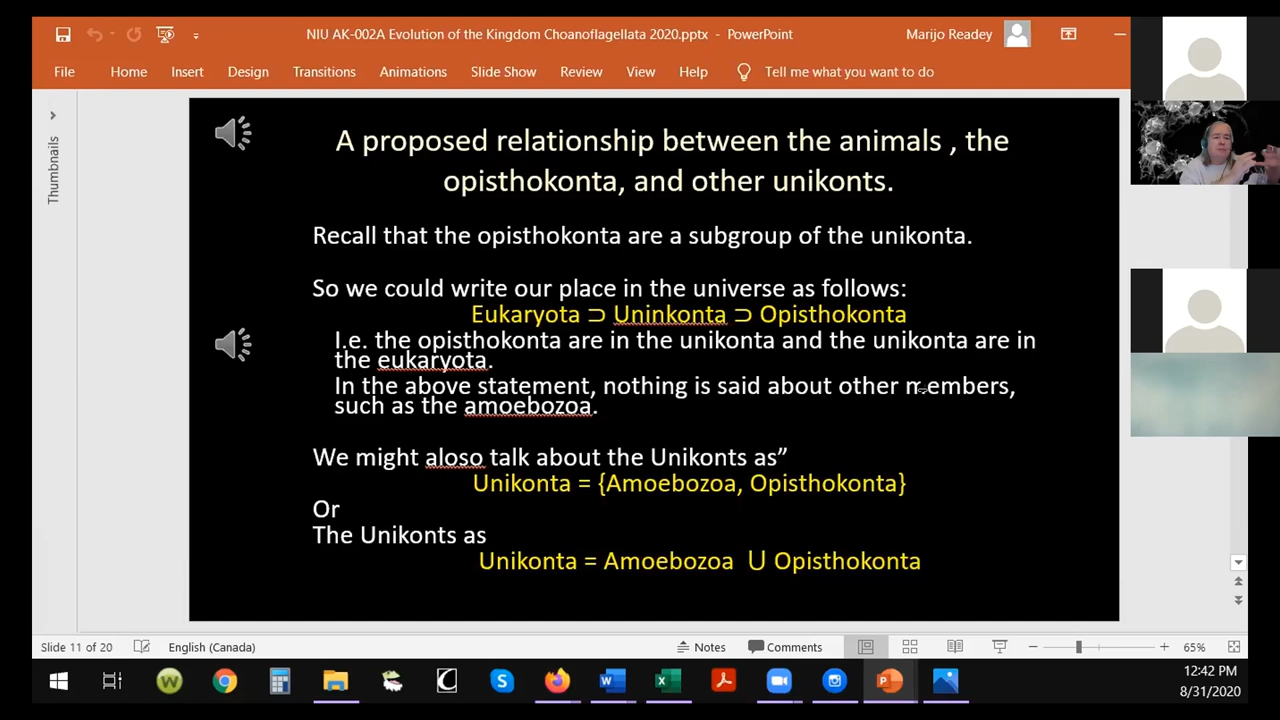 NIU AK-002A Evolution of the Kingdom Choanoflagellata 2020.pptx - PowerPoint
Marijo Readey
File Home Insert Design Transitions Animations Slide Show Review View Help Tell me what you want to do
Thumbnails
A proposed relationship between the animals , the
opisthokonta, and other unikonts.
Recall that the opisthokonta are a subgroup of the unikonta.
So we could write our place in the universe as follows:
Eukaryota ⊃ Uninkonta ⊃ Opisthokonta
I.e. the opisthokonta are in the unikonta and the unikonta are in
the eukaryota.
In the above statement, nothing is said about other members,
such as the amoebozoa.
We might aloso talk about the Unikonts as”
Unikonta = {Amoebozoa, Opisthokonta}
Or
The Unikonts as
Unikonta = Amoebozoa ∪ Opisthokonta
Slide 11 of 20 English (Canada) Notes Comments 65%
12:42 PM
8/31/2020